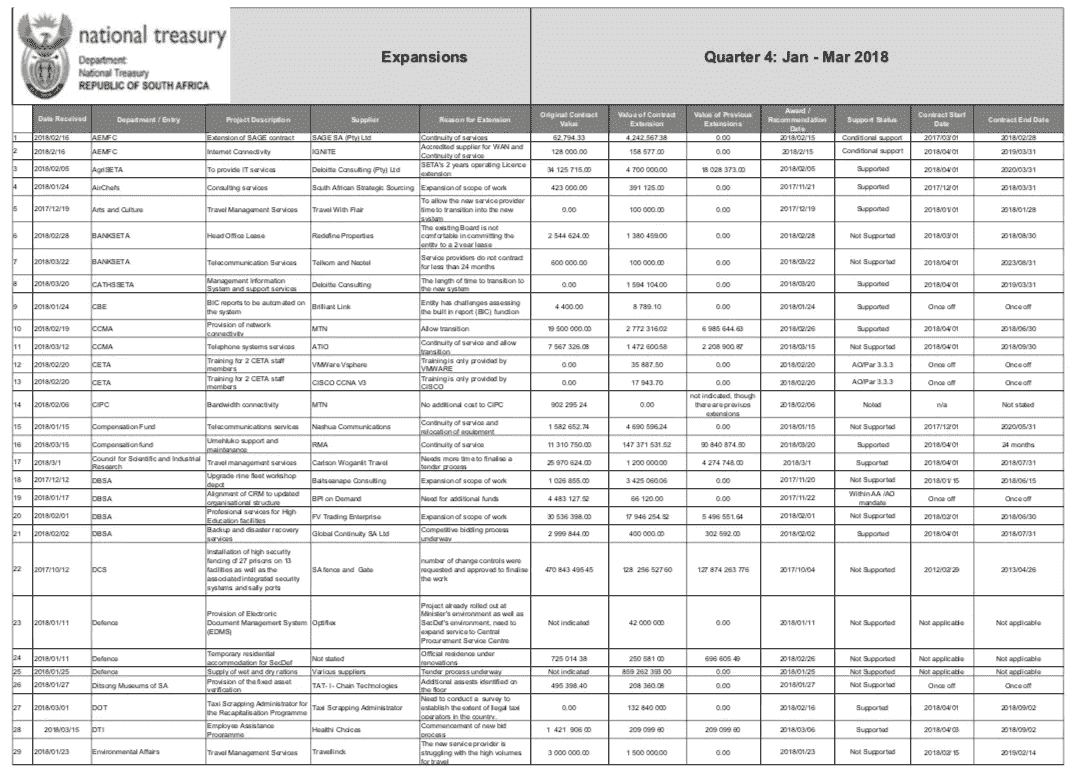 national treasury
Department:
National Treasury
REPUBLIC OF SOUTH AFRICA
Expansions
Quarter 4: Jan - Mar 2018
Date Received Department / Entry Project Description Supplier Reason for Extension Original Contract Value Value of Contract Extension Value of Previous Extensions Award / Recommendation Date Support Status Contract Start Date Contract End Date
1 2018/02/16 AEMFC Extension of SAGE contract SAGE SA (Pty) Ltd Continuity of services 62,794.33 4,242,567.38 0.00 2018/02/15 Conditional support 2017/03/01 2018/02/28
2 2018/2/16 AEMFC Internet Connectivity IGNITE Accredited supplier for WAN and Continuity of service 128 000.00 158 577.00 0.00 2018/2/15 Conditional support 2018/04/01 2019/03/31
3 2018/02/05 AgriSETA To provide IT services Deloitte Consulting (Pty) Ltd SETA's 2 years operating Licence extension 34 125 715.00 4 700 000.00 18 028 373.00 2018/02/05 Supported 2018/04/01 2020/03/31
4 2018/01/24 AirChefs Consulting services South African Strategic Sourcing Expansion of scope of work 423 000.00 391 125.00 0.00 2017/11/21 Supported 2017/12/01 2018/03/31
5 2017/12/19 Arts and Culture Travel Management Services Travel With Flair To allow the new service provider time to transition into the new system 0.00 100 000.00 0.00 2017/12/19 Supported 2018/01/01 2018/01/28
6 2018/02/28 BANKSETA Head Office Lease Redefine Properties The existing Board is not comfortable in committing the entity to a 2 year lease 2 544 624.00 1 380 459.00 0.00 2018/02/28 Not Supported 2018/03/01 2018/08/30
7 2018/03/22 BANKSETA Telecommunication Services Telkom and Neotel Service providers do not contract for less than 24 months 600 000.00 100 000.00 0.00 2018/03/22 Not Supported 2018/04/01 2023/08/31
8 2018/03/20 CATHSSETA Management Information System and support services Deloitte Consulting The length of time to transition to the new system 0.00 1 594 104.00 0.00 2018/03/20 Supported 2018/04/01 2019/03/31
9 2018/01/24 CBE BIC reports to be automated on the system Brilliant Link Entity has challenges assessing the built in report (BIC) function 4 400.00 8 789.10 0.00 2018/01/24 Supported Once off Once off
10 2018/02/19 CCMA Provision of network connectivity MTN Allow transition 19 500 000.00 2 772 316.02 6 985 644.63 2018/02/26 Supported 2018/04/01 2018/06/30
11 2018/03/12 CCMA Telephone systems services ATIO Continuity of service and allow transition 7 567 326.08 1 472 600.58 2 208 900.87 2018/03/15 Not Supported 2018/04/01 2018/09/30
12 2018/02/20 CETA Training for 2 CETA staff members VMWare Vsphere Training is only provided by VMWARE 0.00 35 887.50 0.00 2018/02/20 AO/Par 3.3.3 Once off Once off
13 2018/02/20 CETA Training for 2 CETA staff members CISCO CCNA V3 Training is only provided by CISCO 0.00 17 943.70 0.00 2018/02/20 AO/Par 3.3.3 Once off Once off
14 2018/02/06 CIPC Bandwidth connectivity MTN No additional cost to CIPC 902 295 24 0.00 not indicated, though there are previuos extensions 2018/02/06 Noted n/a Not stated
15 2018/01/15 Compensation Fund Telecommunications services Nashua Communications Continuity of service and relocation of equipment 1 582 652.74 4 690 596.24 0.00 2018/01/15 Not Supported 2017/12/01 2020/05/31
16 2018/03/15 Compensation fund Umehluko support and maintenance RMA Continuity of service 11 310 750.00 147 371 531.52 90 840 874.80 2018/03/20 Supported 2018/04/01 24 months
17 2018/3/1 Council for Scientific and Industrial Research Travel management services Carlson Wogonlit Travel Needs more time to finalise a tender process 25 970 624.00 1 200 000.00 4 274 748.00 2018/3/1 Supported 2018/04/01 2018/07/31
18 2017/12/12 DBSA Upgrade nine fleet workshop depot Baitseanape Consulting Expansion of scope of work 1 026 855.00 3 425 060.06 0.00 2017/11/20 Not Supported 2018/01/15 2018/06/15
19 2018/01/17 DBSA Alignment of CRM to updated organisational structure BPI on Demand Need for additional funds 4 483 127.52 66 120.00 0.00 2017/11/22 Within AA /AO mandate Once off Once off
20 2018/02/01 DBSA Profesional services for High Education facilities FV Trading Enterprise Expansion of scope of work 30 536 398.00 17 946 254.52 5 496 551.64 2018/02/01 Not Supported 2018/02/01 2018/06/30
21 2018/02/02 DBSA Backup and disaster recovery services Global Continuity SA Ltd Competitive bidding process underway 2 999 844.00 400 000.00 302 592.00 2018/02/02 Supported 2018/04/01 2018/07/31
22 2017/10/12 DCS Installation of high security fencing of 27 prisons on 13 facilities as well as the associated integrated security systems and sally ports SA fence and Gate number of change controls were requested and approved to finalise the work 470 843 495 45 128 256 527 60 127 874 263 776 2017/10/04 Not Supported 2012/02/29 2013/04/26
23 2018/01/11 Defence Provision of Electronic Document Management System (EDMS) Optiflex Project already rolled out at Minister's environment as well as SecDef's environment, need to expand service to Central Procurement Service Centre Not indicated 42 000 000 0.00 2018/01/11 Not Supported Not applicable Not applicable
24 2018/01/11 Defence Temporary residential accommodation for SecDef Not stated Official residence under renovations 725 014 38 250 581 00 696 605 49 2018/02/26 Not Supported Not applicable Not applicable
25 2018/01/25 Defence Supply of wet and dry rations Various suppliers Tender process underway Not indicated 859 262 393 00 0.00 2018/01/25 Not Supported Not applicable Not applicable
26 2018/01/27 Ditsong Museums of SA Provision of the fixed asset verification TAT- I - Chain Technologies Additional assests identified on the floor 495 398.40 208 360.08 0.00 2018/01/27 Not Supported Once off Once off
27 2018/03/01 DOT Taxi Scrapping Administrator for the Recapitalisation Programme Taxi Scrapping Administrator Need to conduct a survey to establish the extent of Ilegal taxi operators in the country. 0.00 132 840 000 0.00 2018/02/16 Supported 2018/04/01 2018/09/02
28 2018/03/15 DTI Employee Assistance Programme Healthi Choices Commencement of new bid process 1 421 906 00 209 099 60 209 099 60 2018/03/06 Supported 2018/04/03 2018/09/02
29 2018/01/23 Environmental Affairs Travel Management Services Travellinck The new service provider is struggling with the high volumes for travel 3 000 000.00 1 500 000.00 0.00 2018/01/23 Not Supported 2018/02/15 2019/02/14